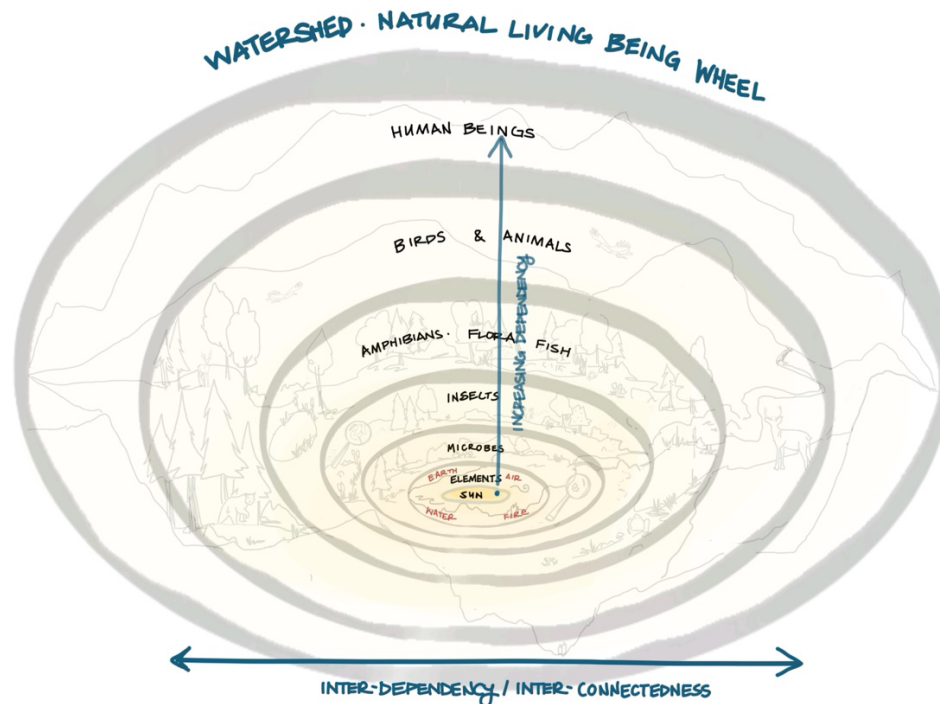 WATERSHED · NATURAL LIVING BEING WHEEL
HUMAN BEINGS
BIRDS & ANIMALS
INCREASING DEPENDENCY
AMPHIBIANS · FLORA FISH
INSECTS
MICROBES
EARTH AIR
ELEMENTS
SUN
WATER FIRE
INTER-DEPENDENCY / INTER-CONNECTEDNESS